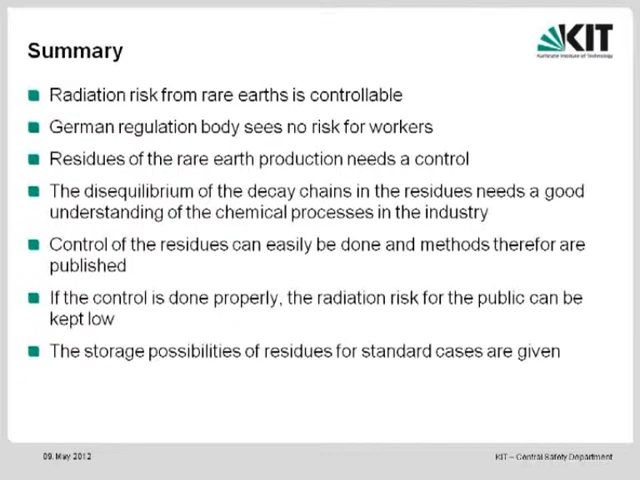 Summary
KIT
Karlsruhe Institute of Technology
Radiation risk from rare earths is controllable
German regulation body sees no risk for workers
Residues of the rare earth production needs a control
The disequilibrium of the decay chains in the residues needs a good
understanding of the chemical processes in the industry
Control of the residues can easily be done and methods therefor are
published
If the control is done properly, the radiation risk for the public can be
kept low
The storage possibilities of residues for standard cases are given
09. May 2012
KIT – Central Safety Department